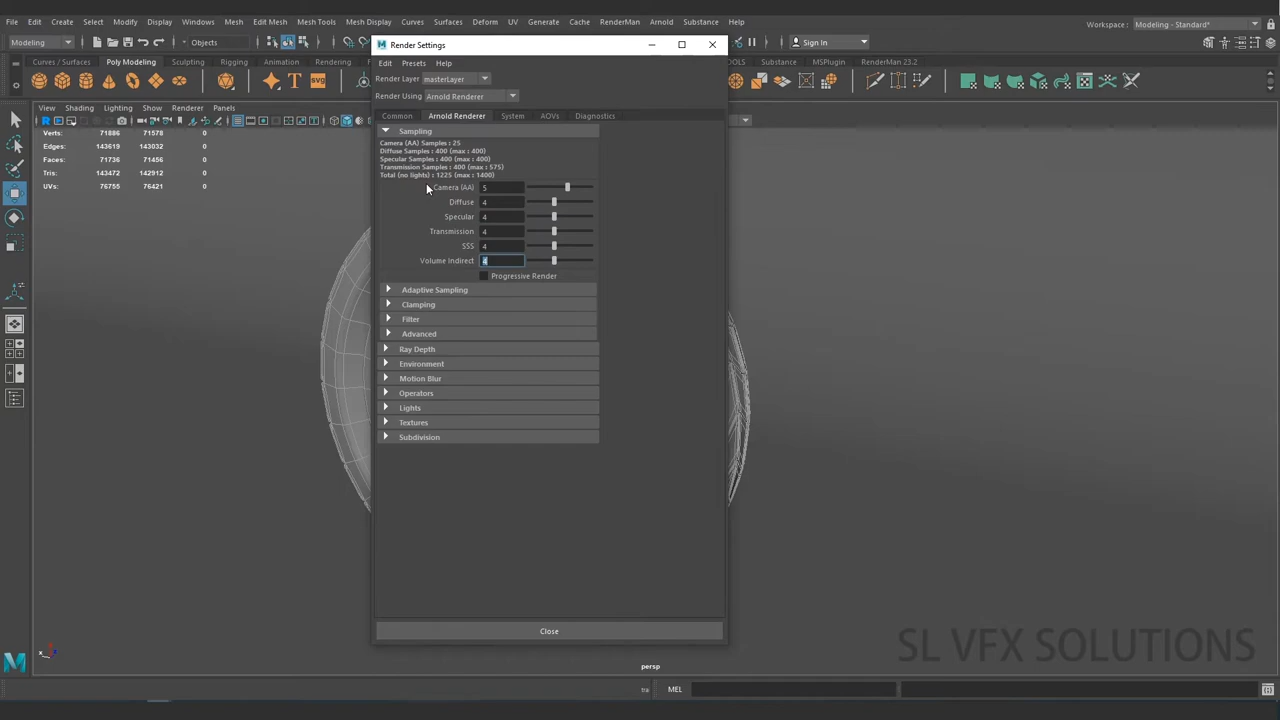 File Edit Create Select Modify Display Windows Mesh Edit Mesh Mesh Tools Mesh Display Curves Surfaces Deform UV Generate Cache RenderMan Arnold Substance Help
Workspace : Modeling - Standard*
Modeling Objects Sign In
Render Settings
Curves / Surfaces Poly Modeling Sculpting Rigging Animation Substance MSPlugin RenderMan 23.2
Edit Presets Help
Render Layer masterLayer
Render Using Arnold Renderer
View Shading Lighting Show Renderer Panels
Common Arnold Renderer System AOVs Diagnostics
Verts: 71886 71578 0
Edges: 143619 143032 0
Faces: 71736 71456 0
Tris: 143472 142912 0
UVs: 76755 76421 0
Sampling
Camera (AA) Samples : 25
Diffuse Samples : 400 (max : 400)
Specular Samples : 400 (max : 400)
Transmission Samples : 400 (max : 575)
Total (no lights) : 1225 (max : 1400)
Camera (AA) 5
Diffuse 4
Specular 4
Transmission 4
SSS 4
Volume Indirect 4
Progressive Render
Adaptive Sampling
Clamping
Filter
Advanced
Ray Depth
Environment
Motion Blur
Operators
Lights
Textures
Subdivision
Close
SL VFX SOLUTIONS
persp
MEL